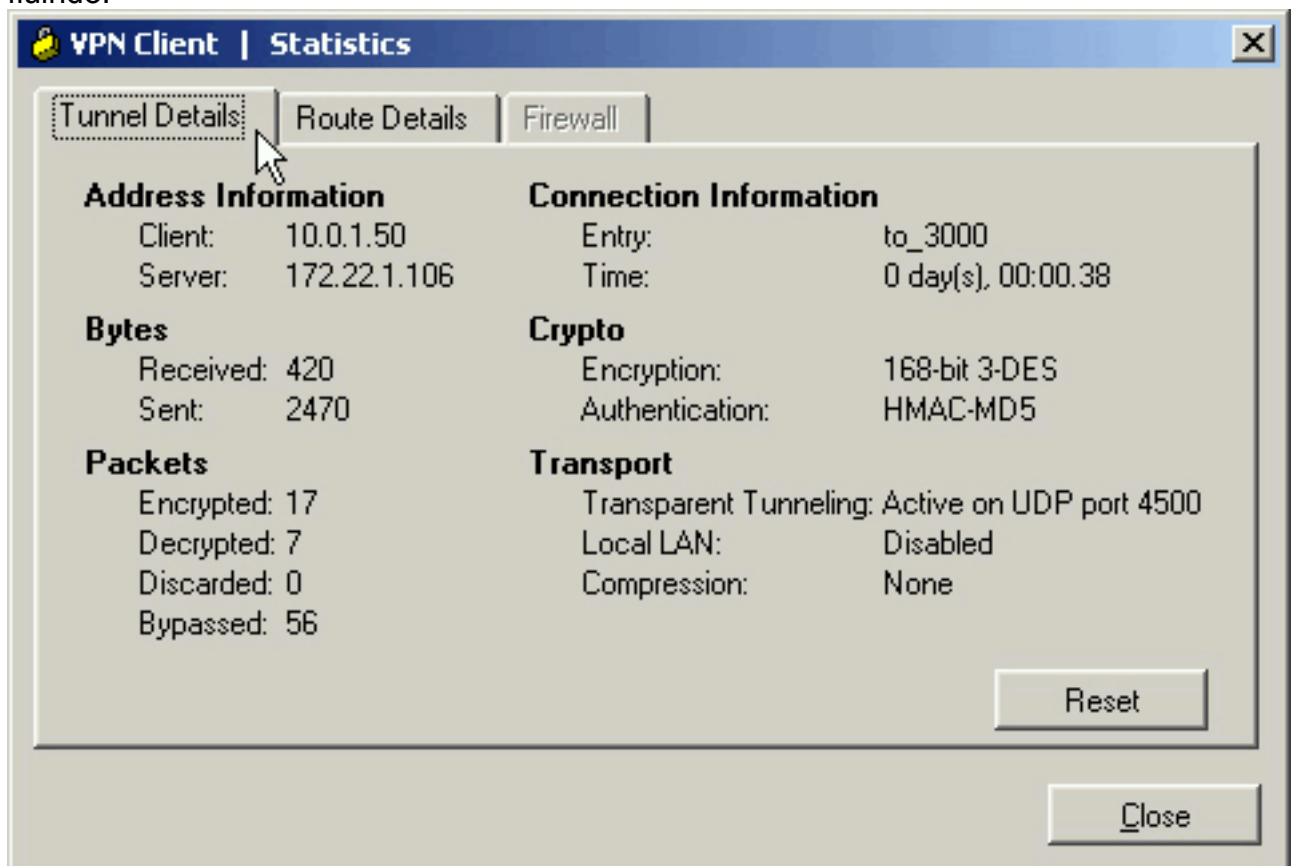 fluindo.
VPN Client | Statistics
Tunnel Details
Route Details
Firewall
Address Information
Client: 10.0.1.50
Server: 172.22.1.106
Connection Information
Entry: to_3000
Time: 0 day(s), 00:00.38
Bytes
Received: 420
Sent: 2470
Crypto
Encryption: 168-bit 3-DES
Authentication: HMAC-MD5
Packets
Encrypted: 17
Decrypted: 7
Discarded: 0
Bypassed: 56
Transport
Transparent Tunneling: Active on UDP port 4500
Local LAN: Disabled
Compression: None
Reset
Close